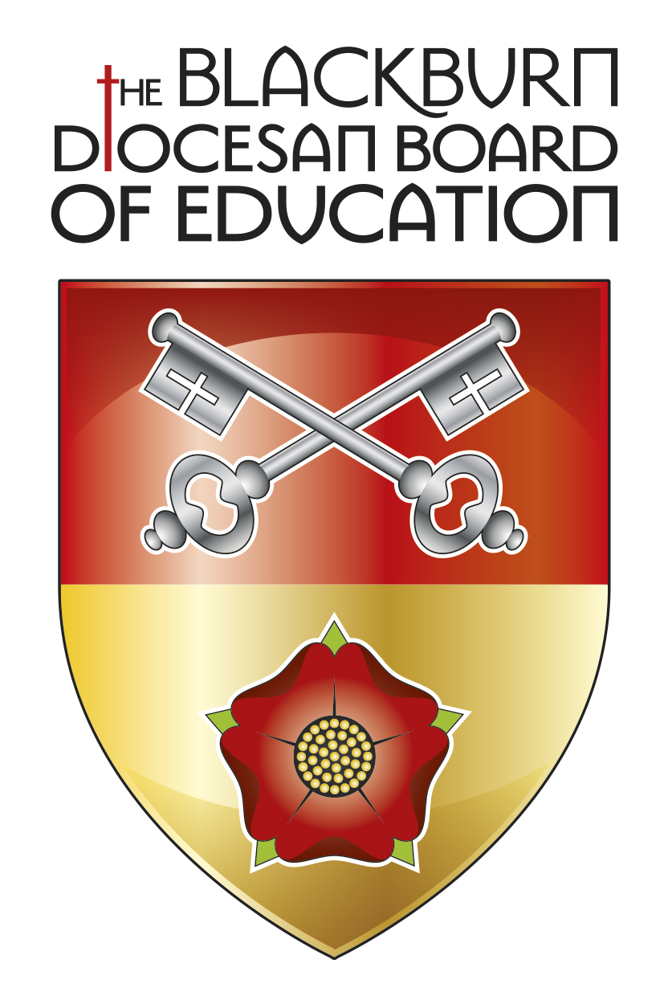 tHE BLACKBURN
DIOCESAN BOARD
OF EDUCATION